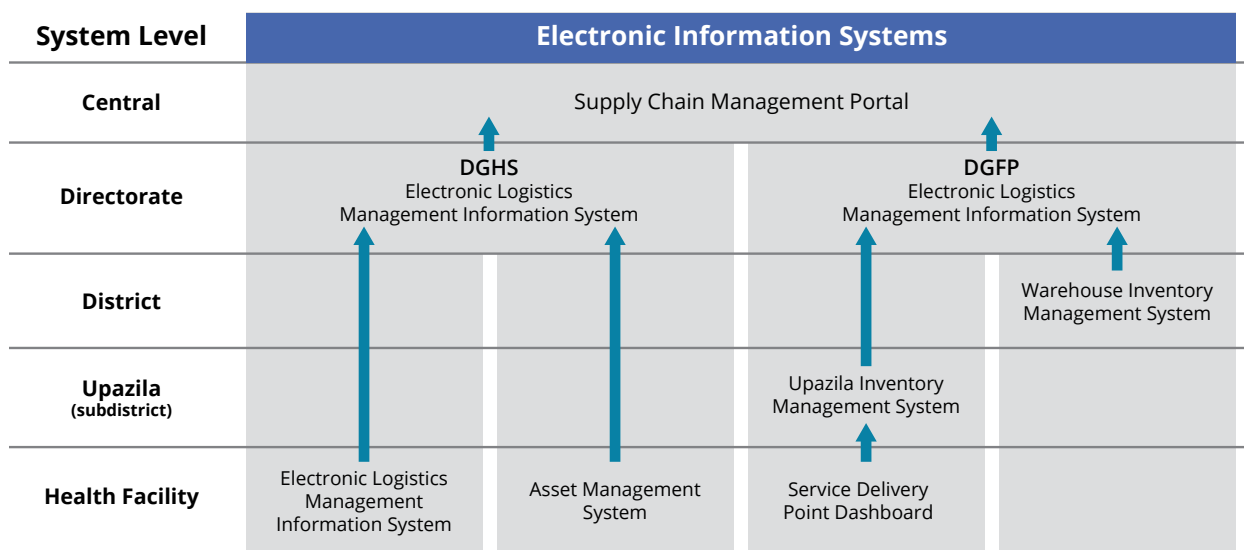 System Level
Electronic Information Systems
Central
Supply Chain Management Portal
Directorate
DGHS
Electronic Logistics
Management Information System
DGFP
Electronic Logistics
Management Information System
District
Warehouse Inventory
Management System
Upazila
(subdistrict)
Upazila Inventory
Management System
Health Facility
Electronic Logistics
Management
Information System
Asset Management
System
Service Delivery
Point Dashboard